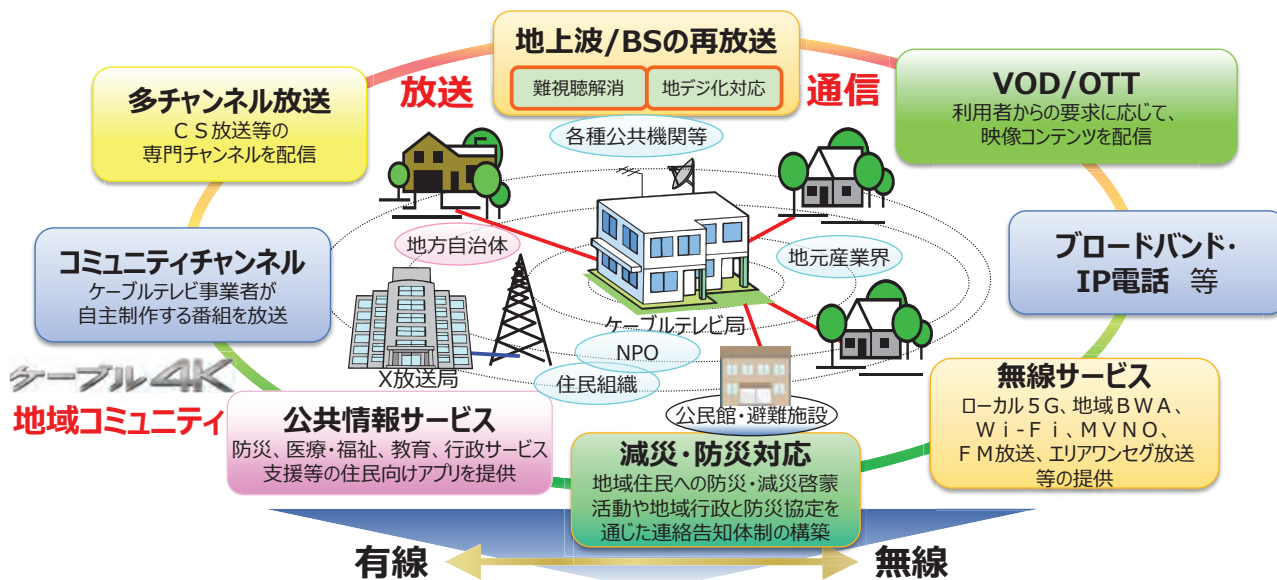 地上波/BSの再放送
難視聴解消
地デジ化対応
放送
通信
多チャンネル放送
ＣＳ放送等の
専門チャンネルを配信
VOD/OTT
利用者からの要求に応じて、
映像コンテンツを配信
各種公共機関等
地方自治体
地元産業界
コミュニティチャンネル
ケーブルテレビ事業者が
自主制作する番組を放送
ブロードバンド・
IP電話 等
ケーブルテレビ局
X放送局
NPO
住民組織
公民館・避難施設
ケーブル4K
地域コミュニティ
公共情報サービス
防災、医療・福祉、教育、行政サービス
支援等の住民向けアプリを提供
減災・防災対応
地域住民への防災・減災啓蒙
活動や地域行政と防災協定を
通じた連絡告知体制の構築
無線サービス
ローカル５G、地域ＢＷＡ、
Ｗｉ-Ｆｉ、ＭＶＮＯ、
ＦＭ放送、エリアワンセグ放送
等の提供
有線
無線